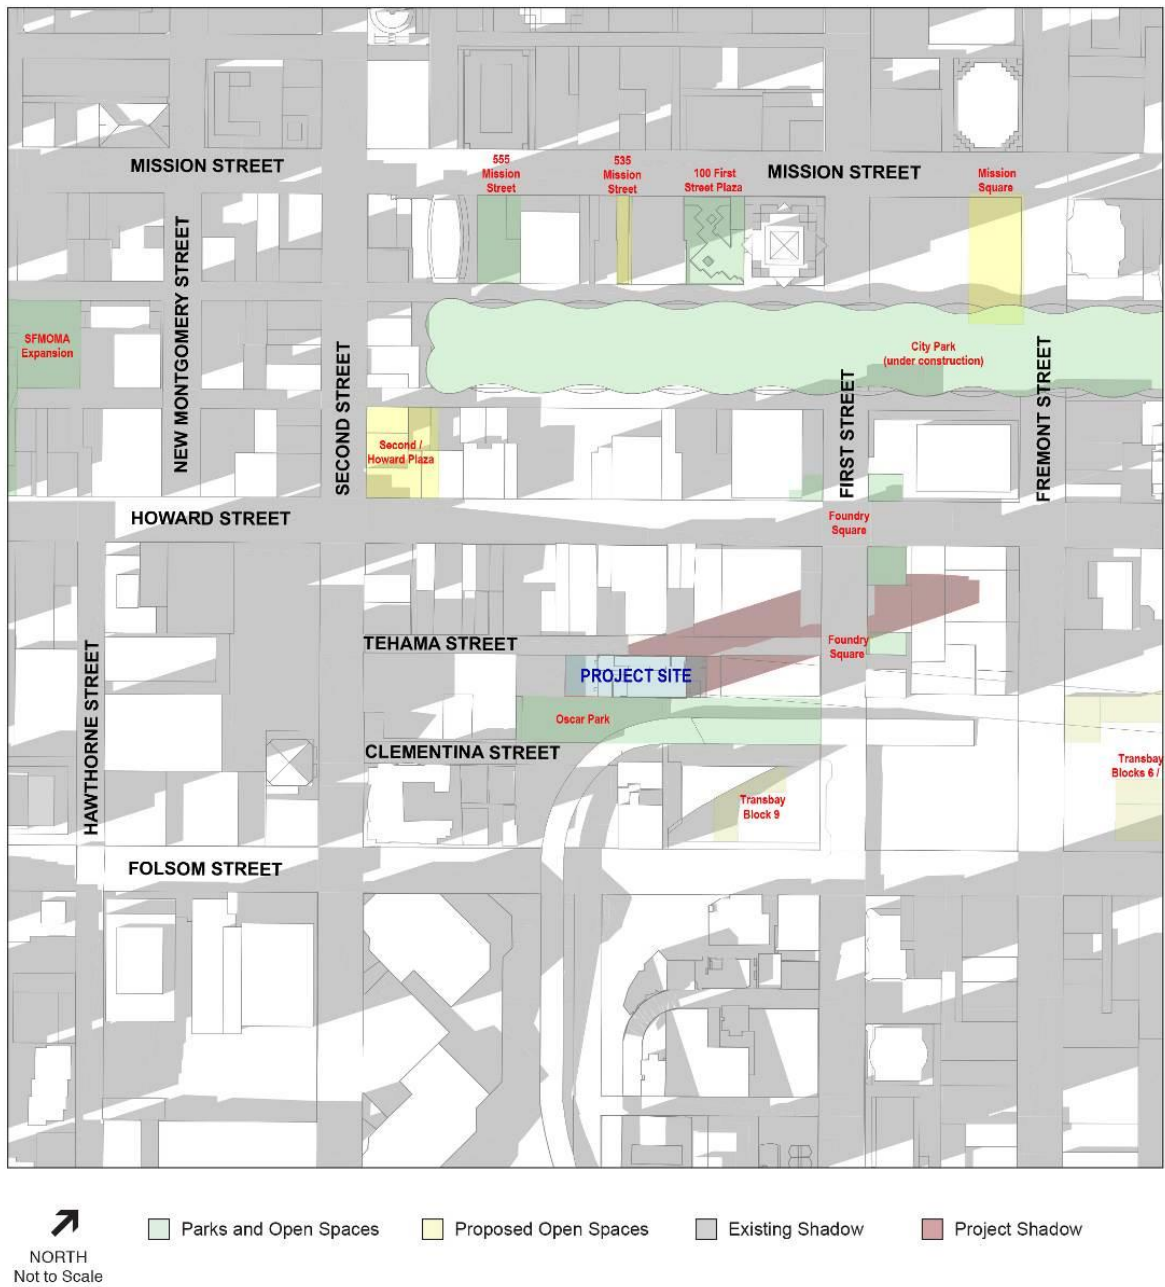 MISSION STREET
555
Mission
Street
535
Mission
Street
100 First
Street Plaza
MISSION STREET
Mission
Square
NEW MONTGOMERY STREET
SFMOMA
Expansion
SECOND STREET
City Park
(under construction)
FIRST STREET
FREMONT STREET
Second /
Howard Plaza
HOWARD STREET
Foundry
Square
HAWTHORNE STREET
TEHAMA STREET
Foundry
Square
PROJECT SITE
Oscar Park
CLEMENTINA STREET
Transbay
Blocks 6 /
Transbay
Block 9
FOLSOM STREET
NORTH
Not to Scale
Parks and Open Spaces
Proposed Open Spaces
Existing Shadow
Project Shadow